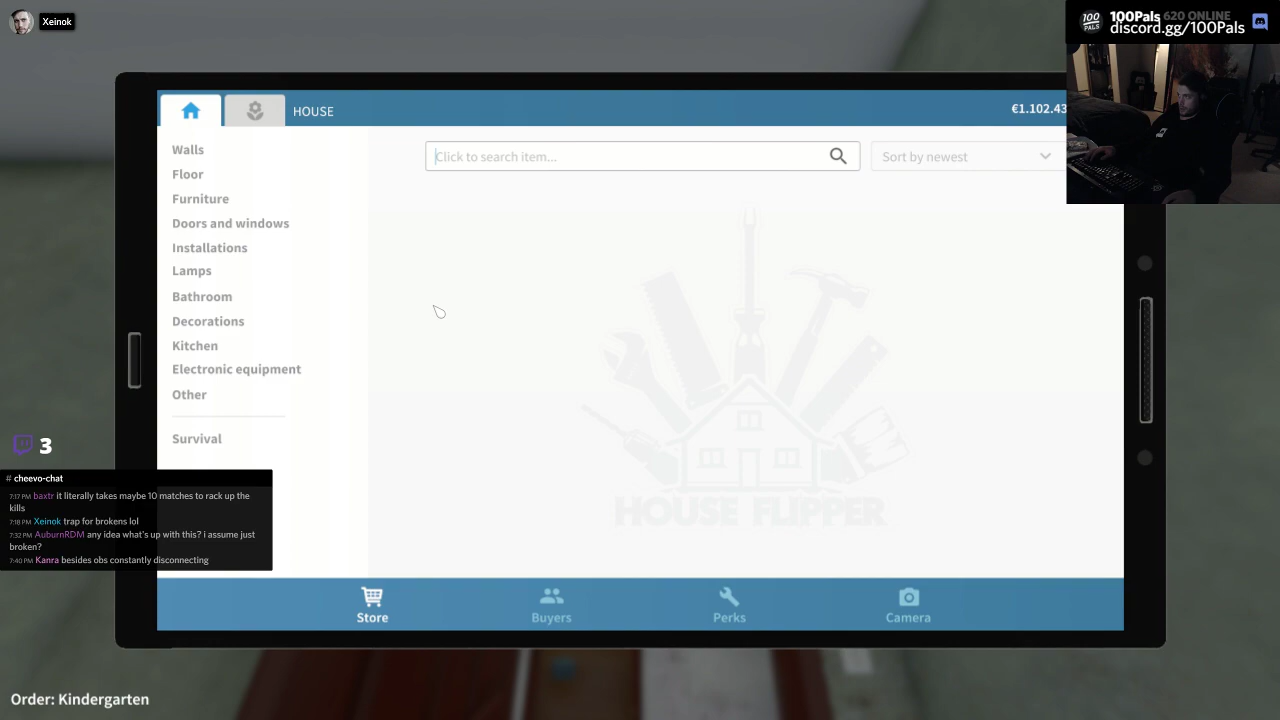 Xeinok
100Pals 620 ONLINE
discord.gg/100Pals
100
PALS
HOUSE
€1.102.43
Walls
Floor
Furniture
Doors and windows
Installations
Lamps
Bathroom
Decorations
Kitchen
Electronic equipment
Other
Survival
Click to search item...
Sort by newest
HOUSE FLIPPER
3
# cheevo-chat
7:17 PM baxtr it literally takes maybe 10 matches to rack up the
kills
7:18 PM Xeinok trap for brokens lol
7:32 PM AuburnRDM any idea what's up with this? i assume just
broken?
7:40 PM Kanra besides obs constantly disconnecting
Store
Buyers
Perks
Camera
Order: Kindergarten